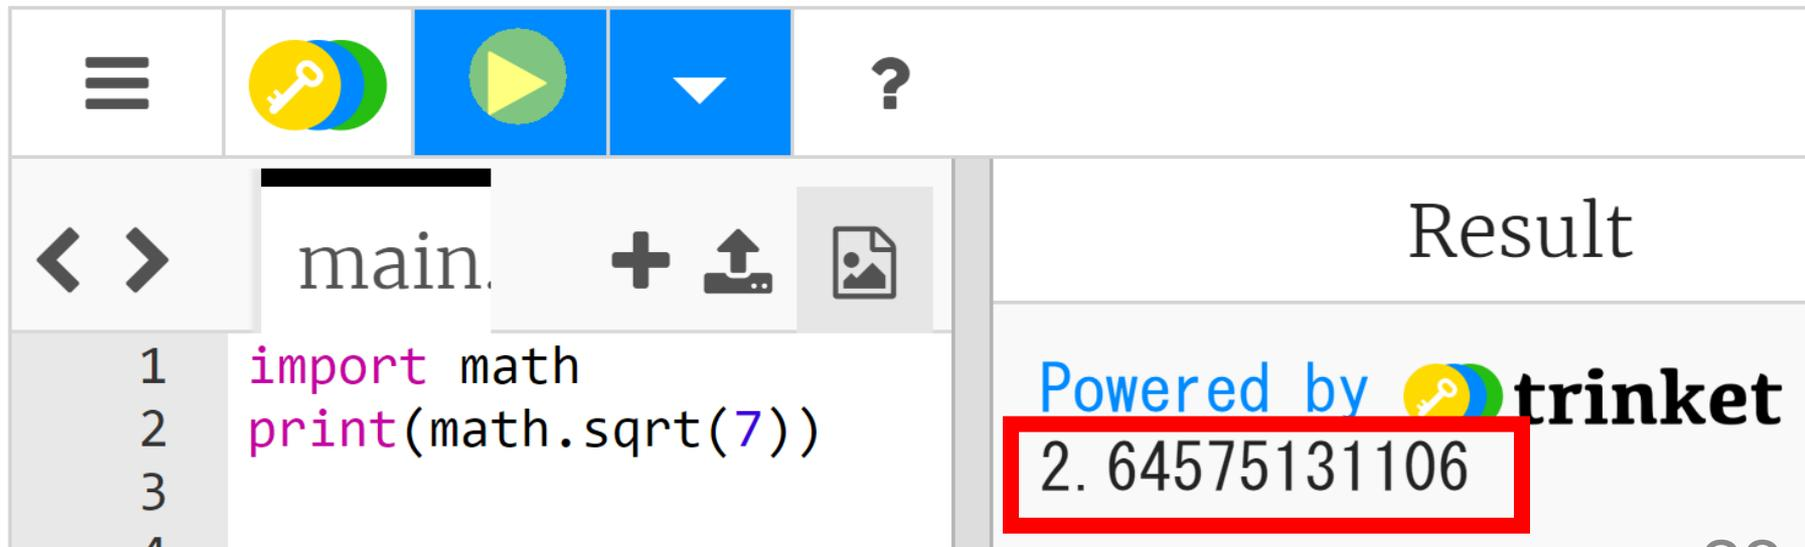 ?
main.
Result
1 import math
2 print(math.sqrt(7))
3
Powered by trinket
2.64575131106